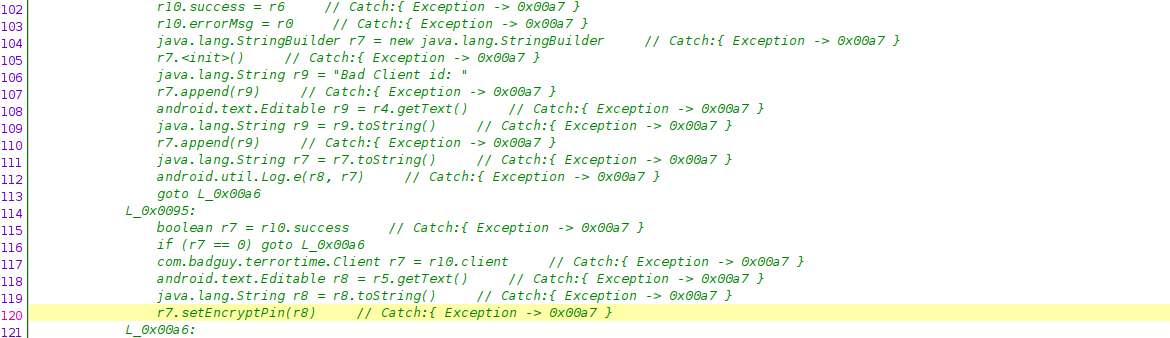 102 r10.success = r6     // Catch:{ Exception -> 0x00a7 }
103 r10.errorMsg = r0     // Catch:{ Exception -> 0x00a7 }
104 java.lang.StringBuilder r7 = new java.lang.StringBuilder     // Catch:{ Exception -> 0x00a7 }
105 r7.<init>()     // Catch:{ Exception -> 0x00a7 }
106 java.lang.String r9 = "Bad Client id: "
107 r7.append(r9)     // Catch:{ Exception -> 0x00a7 }
108 android.text.Editable r9 = r4.getText()     // Catch:{ Exception -> 0x00a7 }
109 java.lang.String r9 = r9.toString()     // Catch:{ Exception -> 0x00a7 }
110 r7.append(r9)     // Catch:{ Exception -> 0x00a7 }
111 java.lang.String r7 = r7.toString()     // Catch:{ Exception -> 0x00a7 }
112 android.util.Log.e(r8, r7)     // Catch:{ Exception -> 0x00a7 }
113 goto L_0x00a6
114 L_0x0095:
115 boolean r7 = r10.success     // Catch:{ Exception -> 0x00a7 }
116 if (r7 == 0) goto L_0x00a6
117 com.badguy.terrortime.Client r7 = r10.client     // Catch:{ Exception -> 0x00a7 }
118 android.text.Editable r8 = r5.getText()     // Catch:{ Exception -> 0x00a7 }
119 java.lang.String r8 = r8.toString()     // Catch:{ Exception -> 0x00a7 }
120 r7.setEncryptPin(r8)     // Catch:{ Exception -> 0x00a7 }
121 L_0x00a6: